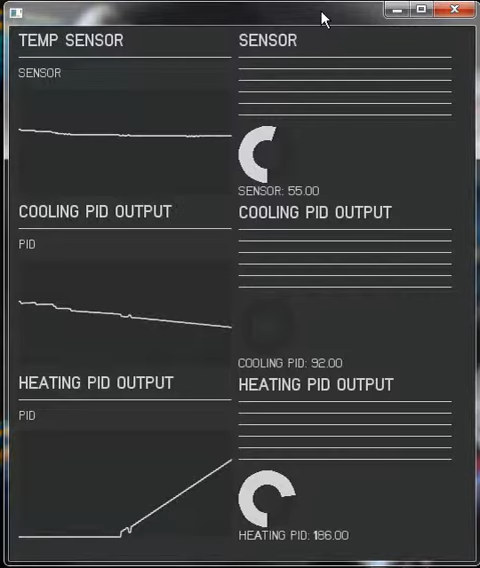 TEMP SENSOR
SENSOR
SENSOR
SENSOR: 55.00
COOLING PID OUTPUT
PID
COOLING PID OUTPUT
COOLING PID: 92.00
HEATING PID OUTPUT
PID
HEATING PID OUTPUT
HEATING PID: 186.00